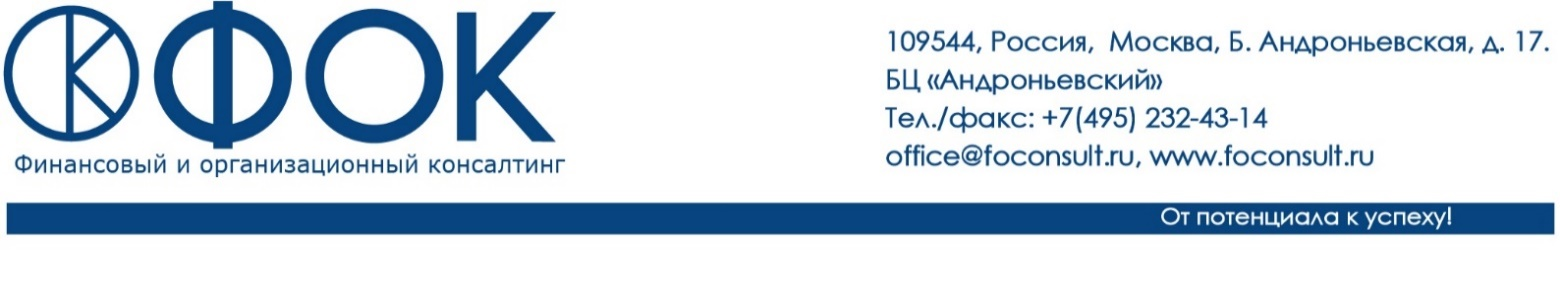 ФОК
Финансовый и организационный консалтинг
109544, Россия, Москва, Б. Андроньевская, д. 17.
БЦ «Андроньевский»
Тел./факс: +7(495) 232-43-14
office@foconsult.ru, www.foconsult.ru
От потенциала к успеху!